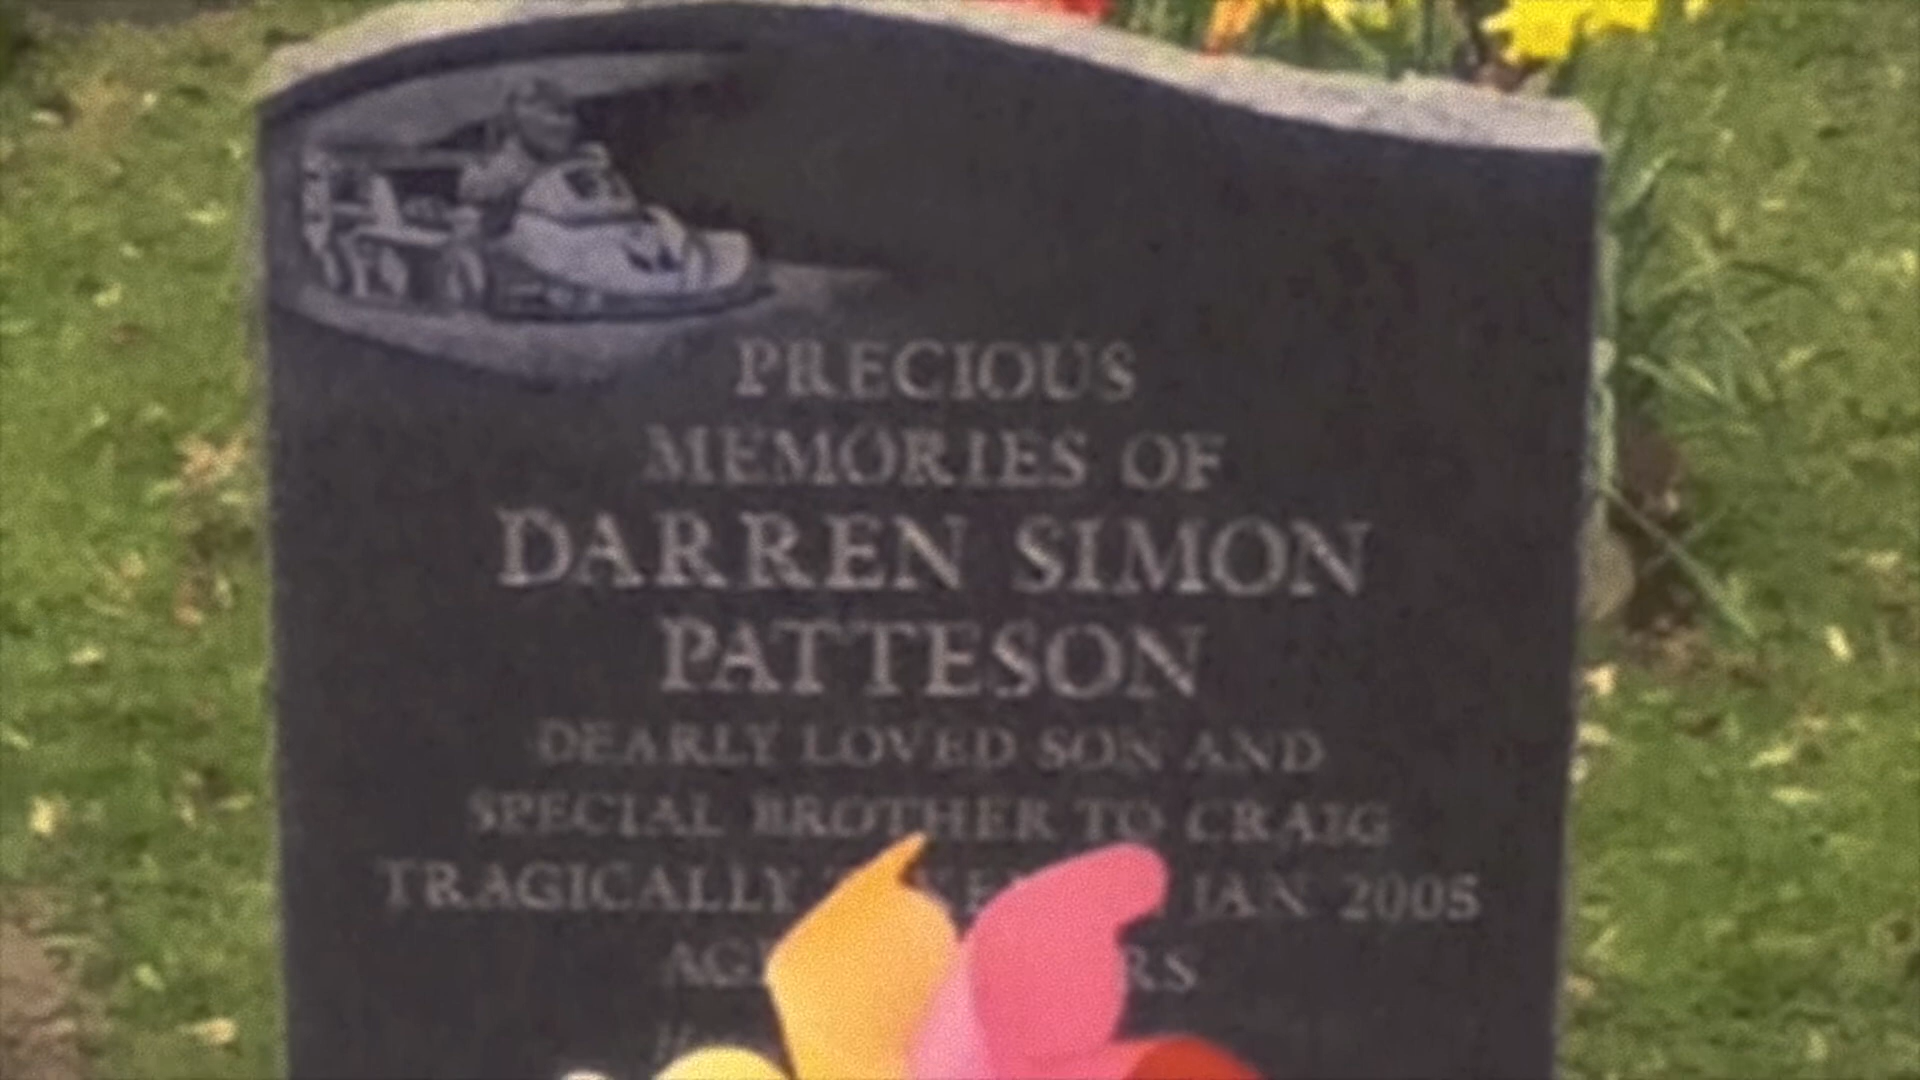 PRECIOUS
MEMORIES OF
DARREN SIMON
PATTESON
DEARLY LOVED SON AND
SPECIAL BROTHER TO CRAIG
TRAGICALLY JAN 2005